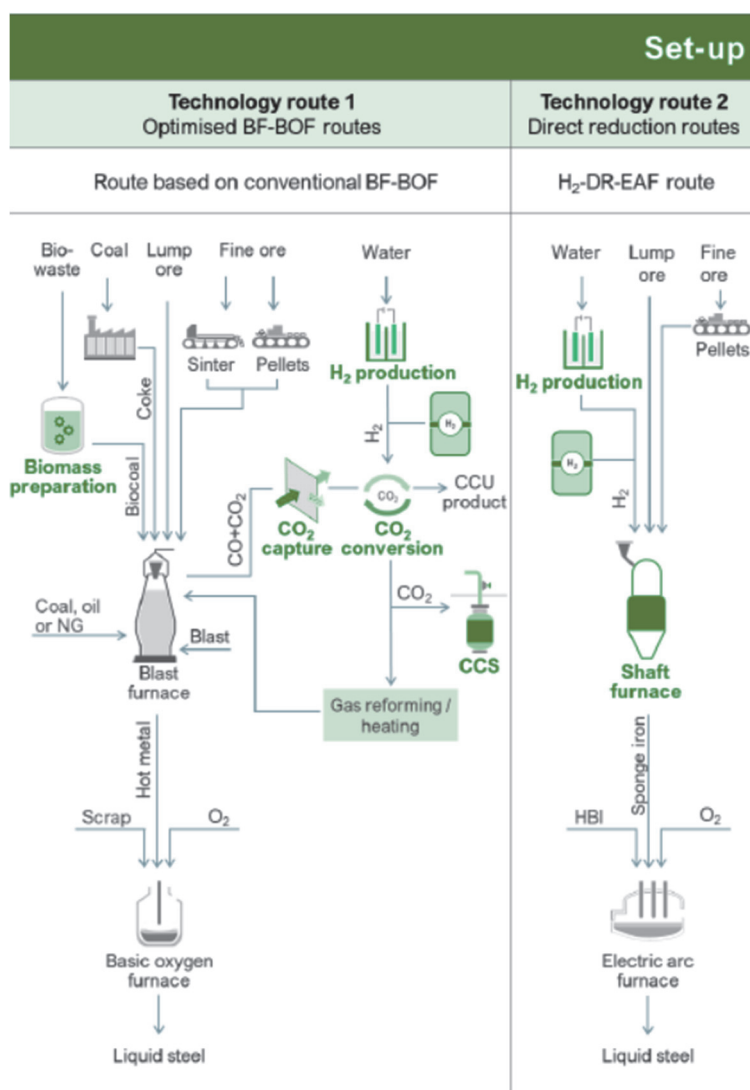 Set-up
Technology route 1
Optimised BF-BOF routes
Technology route 2
Direct reduction routes
Route based on conventional BF-BOF
H₂-DR-EAF route
Bio-
waste
Coal
Lump
ore
Fine ore
Water
Sinter
Pellets
H₂ production
Coke
H₂
H₂
Biomass
preparation
Biocoal
CO+CO₂
CO₂
capture
CO₂
CO₂
conversion
CCU
product
Coal, oil
or NG
Blast
Blast
furnace
CO₂
CCS
Gas reforming /
heating
Hot metal
Scrap
O₂
Basic oxygen
furnace
Liquid steel
Water
Lump
ore
Fine
ore
Pellets
H₂ production
H₂
H₂
Shaft
furnace
Sponge iron
HBI
O₂
Electric arc
furnace
Liquid steel